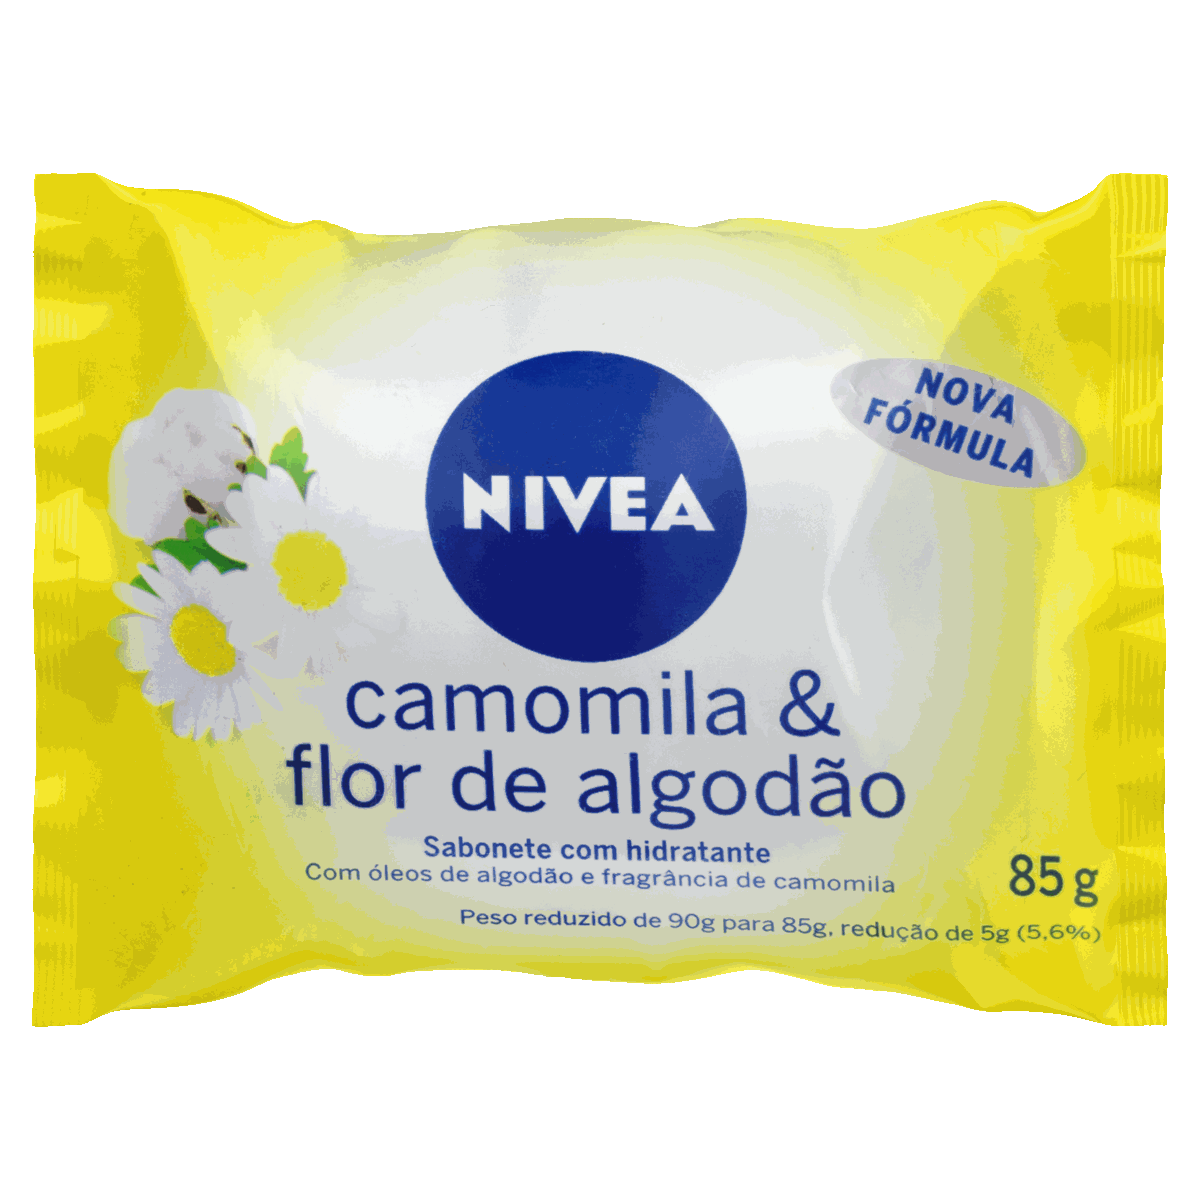 NOVA
FÓRMULA
NIVEA
camomila &
flor de algodão
Sabonete com hidratante
Com óleos de algodão e fragrância de camomila
85 g
Peso reduzido de 90g para 85g, redução de 5g (5,6%)